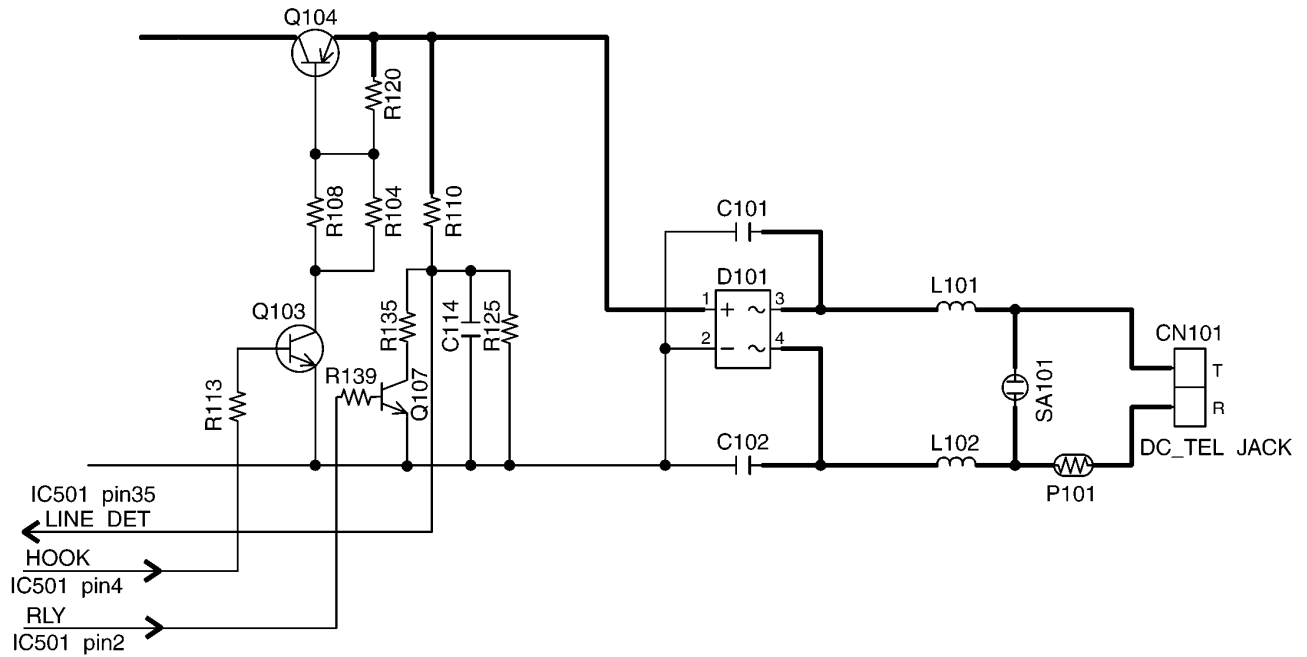 Q104
R120
R108
R104
R110
C101
D101
1 + ~ 3
2 − ~ 4
L101
CN101
T
R
DC_TEL JACK
SA101
Q103
R135
C114
R125
R139
Q107
R113
C102
L102
P101
IC501 pin35
LINE DET
HOOK
IC501 pin4
RLY
IC501 pin2